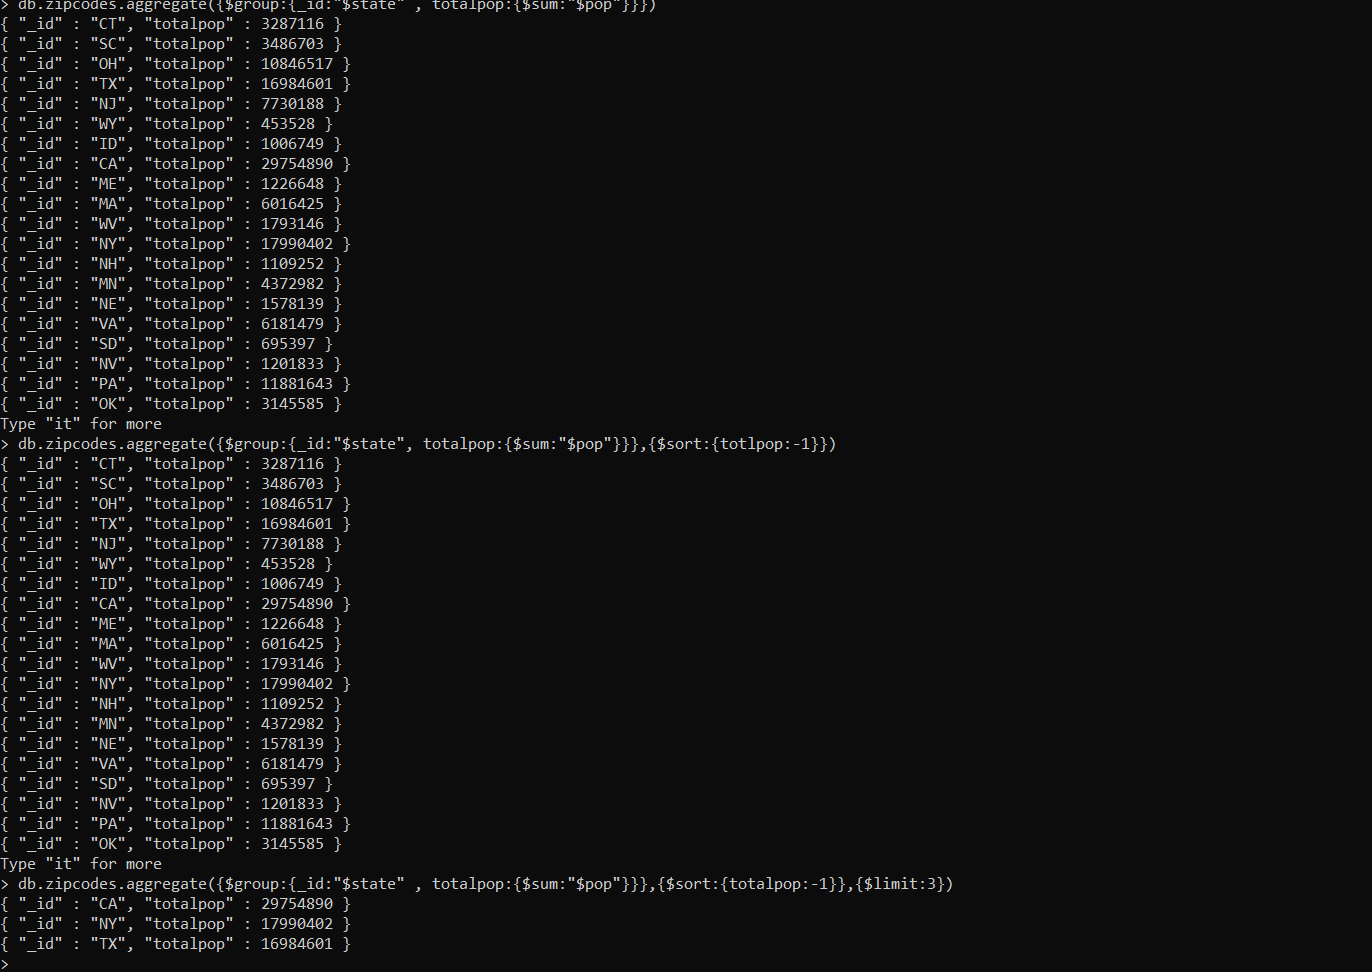 > db.zipcodes.aggregate({$group:{_id:"$state" , totalpop:{$sum:"$pop"}}})
{ "_id" : "CT", "totalpop" : 3287116 }
{ "_id" : "SC", "totalpop" : 3486703 }
{ "_id" : "OH", "totalpop" : 10846517 }
{ "_id" : "TX", "totalpop" : 16984601 }
{ "_id" : "NJ", "totalpop" : 7730188 }
{ "_id" : "WY", "totalpop" : 453528 }
{ "_id" : "ID", "totalpop" : 1006749 }
{ "_id" : "CA", "totalpop" : 29754890 }
{ "_id" : "ME", "totalpop" : 1226648 }
{ "_id" : "MA", "totalpop" : 6016425 }
{ "_id" : "WV", "totalpop" : 1793146 }
{ "_id" : "NY", "totalpop" : 17990402 }
{ "_id" : "NH", "totalpop" : 1109252 }
{ "_id" : "MN", "totalpop" : 4372982 }
{ "_id" : "NE", "totalpop" : 1578139 }
{ "_id" : "VA", "totalpop" : 6181479 }
{ "_id" : "SD", "totalpop" : 695397 }
{ "_id" : "NV", "totalpop" : 1201833 }
{ "_id" : "PA", "totalpop" : 11881643 }
{ "_id" : "OK", "totalpop" : 3145585 }
Type "it" for more
> db.zipcodes.aggregate({$group:{_id:"$state", totalpop:{$sum:"$pop"}}},{$sort:{totlpop:-1}})
{ "_id" : "CT", "totalpop" : 3287116 }
{ "_id" : "SC", "totalpop" : 3486703 }
{ "_id" : "OH", "totalpop" : 10846517 }
{ "_id" : "TX", "totalpop" : 16984601 }
{ "_id" : "NJ", "totalpop" : 7730188 }
{ "_id" : "WY", "totalpop" : 453528 }
{ "_id" : "ID", "totalpop" : 1006749 }
{ "_id" : "CA", "totalpop" : 29754890 }
{ "_id" : "ME", "totalpop" : 1226648 }
{ "_id" : "MA", "totalpop" : 6016425 }
{ "_id" : "WV", "totalpop" : 1793146 }
{ "_id" : "NY", "totalpop" : 17990402 }
{ "_id" : "NH", "totalpop" : 1109252 }
{ "_id" : "MN", "totalpop" : 4372982 }
{ "_id" : "NE", "totalpop" : 1578139 }
{ "_id" : "VA", "totalpop" : 6181479 }
{ "_id" : "SD", "totalpop" : 695397 }
{ "_id" : "NV", "totalpop" : 1201833 }
{ "_id" : "PA", "totalpop" : 11881643 }
{ "_id" : "OK", "totalpop" : 3145585 }
Type "it" for more
> db.zipcodes.aggregate({$group:{_id:"$state" , totalpop:{$sum:"$pop"}}},{$sort:{totalpop:-1}},{$limit:3})
{ "_id" : "CA", "totalpop" : 29754890 }
{ "_id" : "NY", "totalpop" : 17990402 }
{ "_id" : "TX", "totalpop" : 16984601 }
>